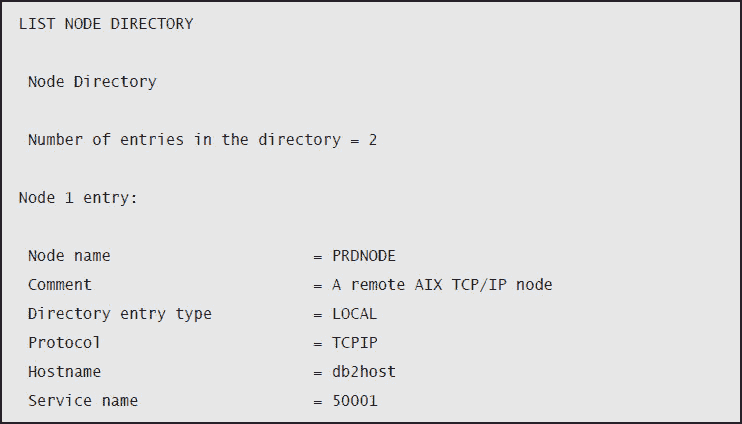 LIST NODE DIRECTORY
Node Directory
Number of entries in the directory = 2
Node 1 entry:
Node name = PRDNODE
Comment = A remote AIX TCP/IP node
Directory entry type = LOCAL
Protocol = TCPIP
Hostname = db2host
Service name = 50001